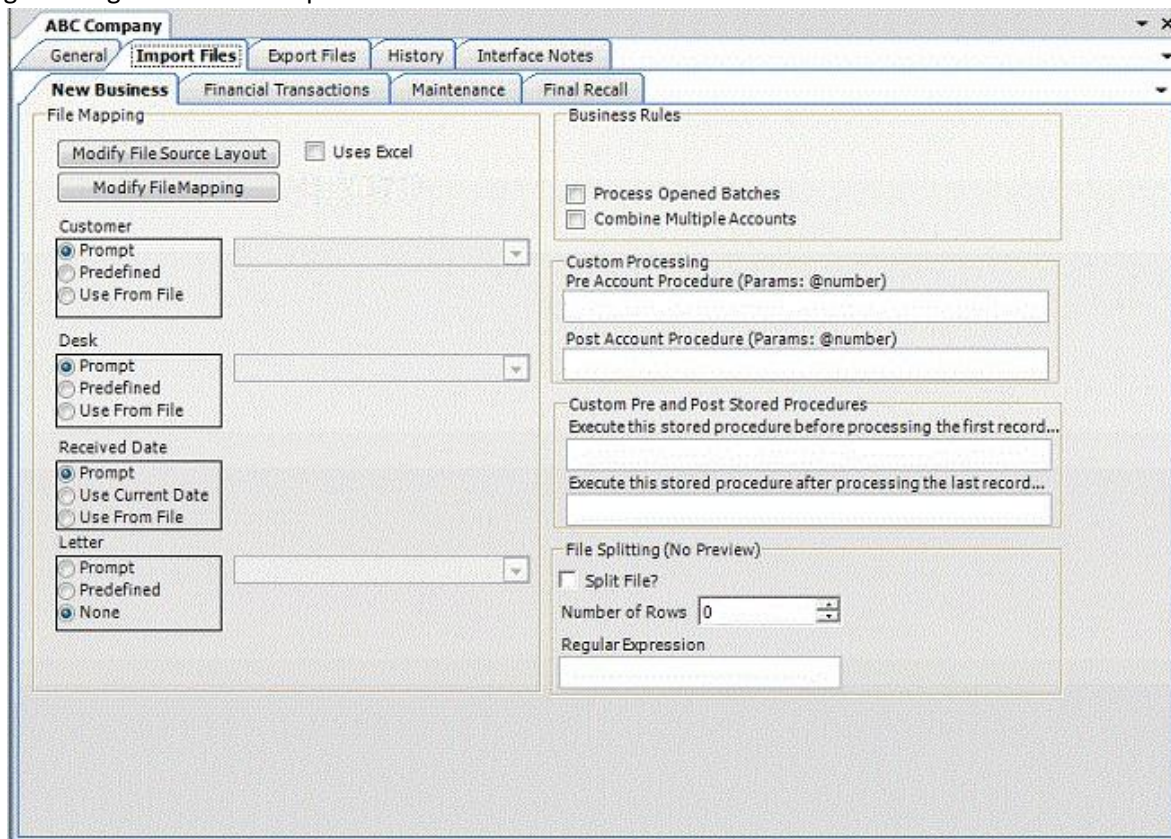 ABC Company
General Import Files Export Files History Interface Notes
New Business Financial Transactions Maintenance Final Recall
File Mapping
Modify File Source Layout
Uses Excel
Modify FileMapping
Customer
Prompt
Predefined
Use From File
Desk
Prompt
Predefined
Use From File
Received Date
Prompt
Use Current Date
Use From File
Letter
Prompt
Predefined
None
Business Rules
Process Opened Batches
Combine Multiple Accounts
Custom Processing
Pre Account Procedure (Params: @number)
Post Account Procedure (Params: @number)
Custom Pre and Post Stored Procedures
Execute this stored procedure before processing the first record...
Execute this stored procedure after processing the last record...
File Splitting (No Preview)
Split File?
Number of Rows 0
Regular Expression